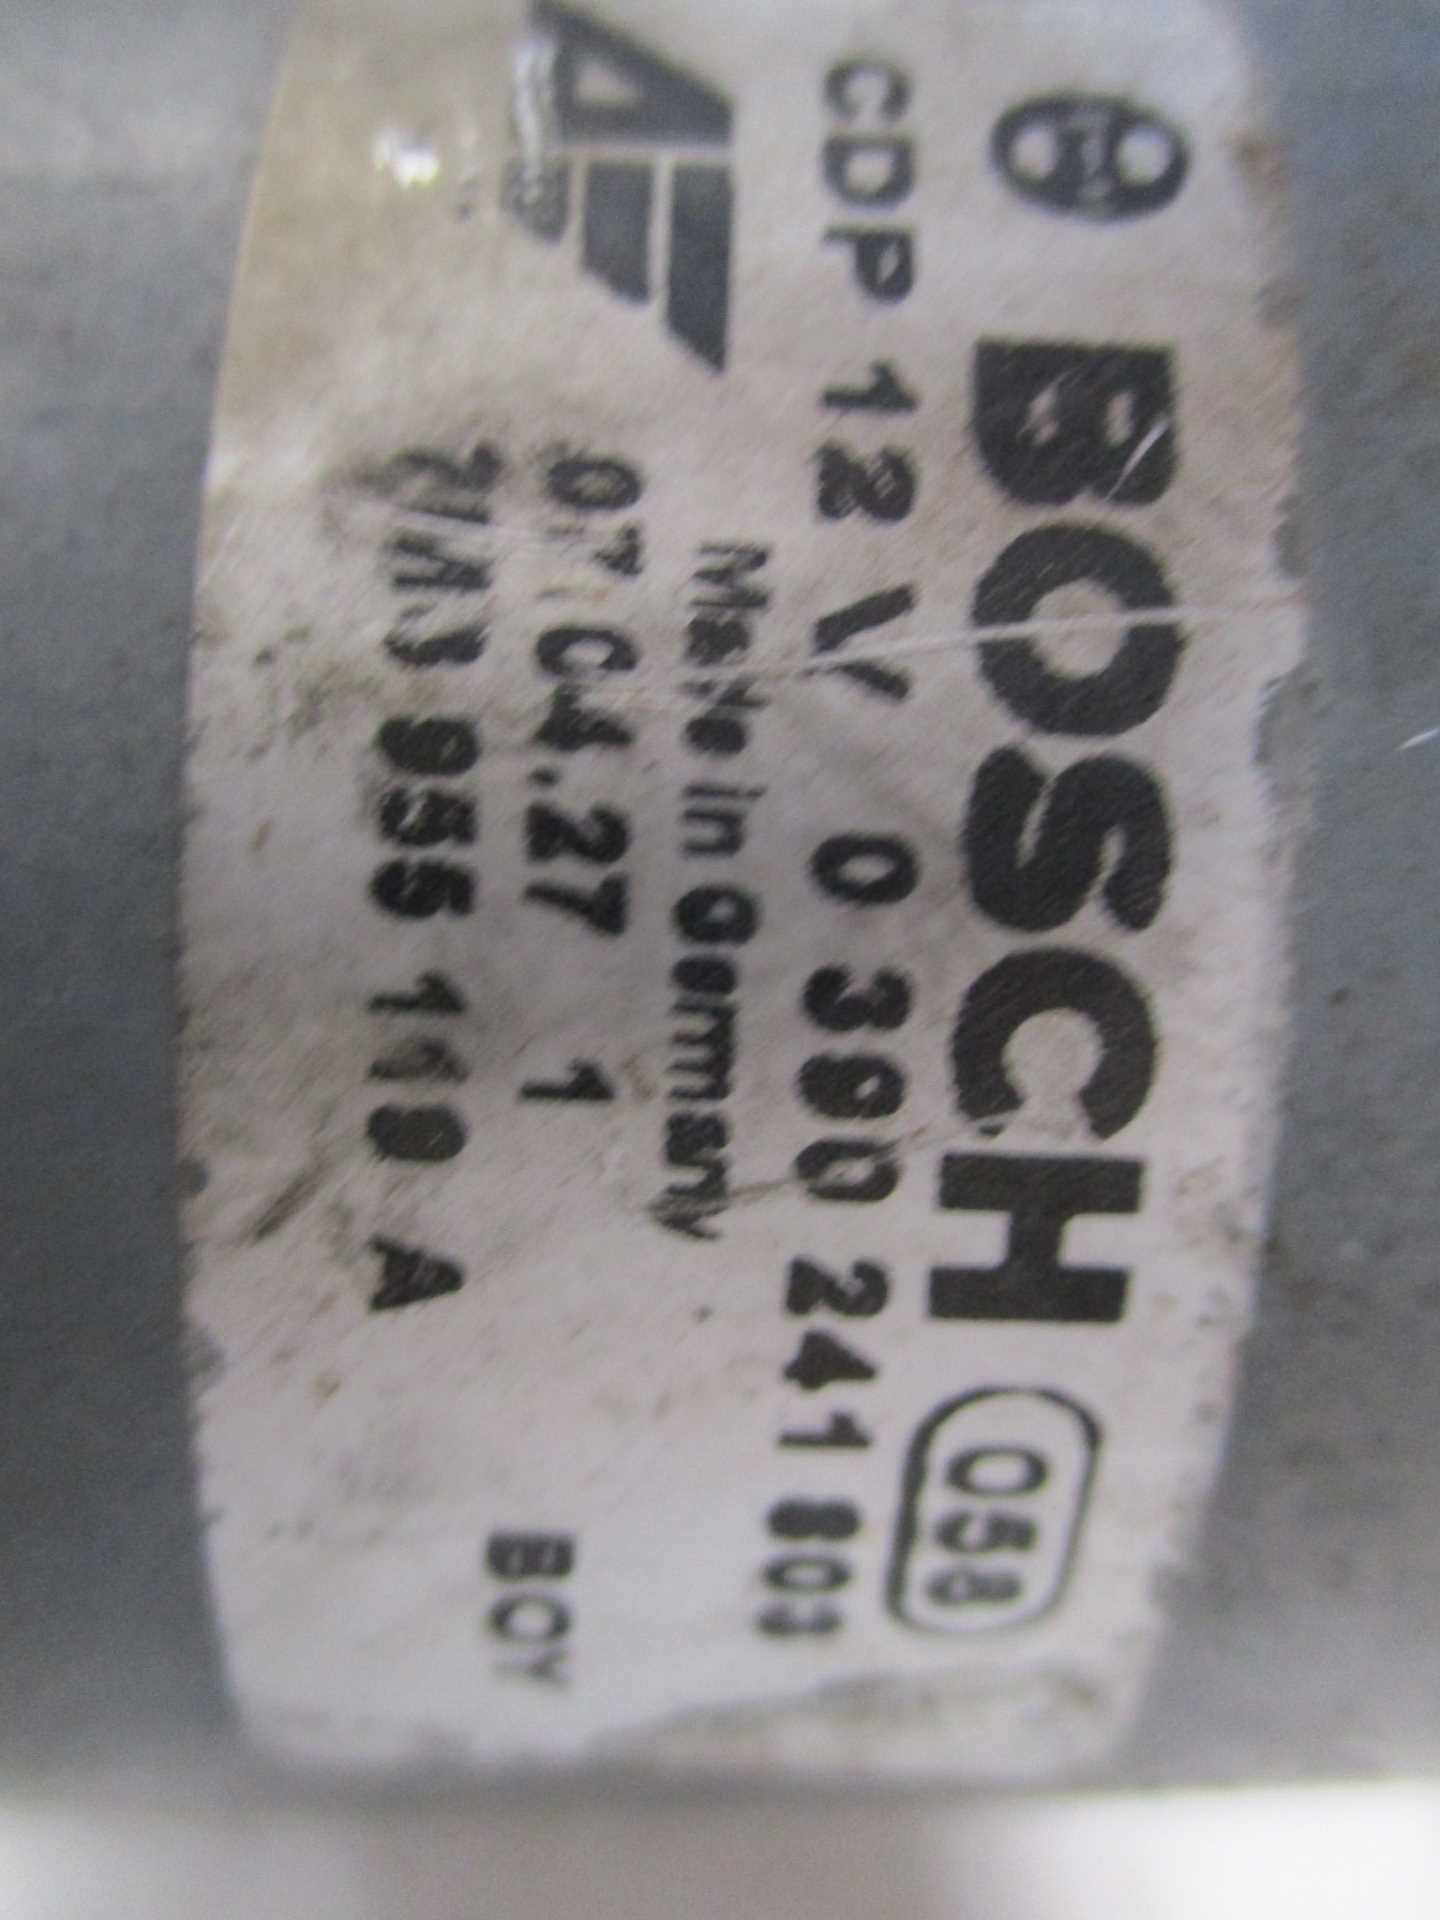 BOSCH 058
CDP 12 V 0 390 241 803
Made in Germany
07.04.27 1
7M3 955 119 A
BOY